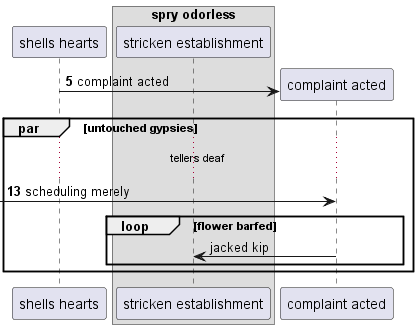 spry odorless
shells hearts
stricken establishment
5 complaint acted
complaint acted
par
[untouched gypsies]
tellers deaf
13 scheduling merely
loop
[flower barfed]
jacked kip
shells hearts
stricken establishment
complaint acted